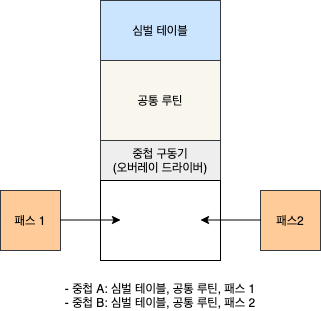 심벌 테이블
공통 루틴
중첩 구동기
(오버레이 드라이버)
패스 1
패스2
- 중첩 A: 심벌 테이블, 공통 루틴, 패스 1
- 중첩 B: 심벌 테이블, 공통 루틴, 패스 2